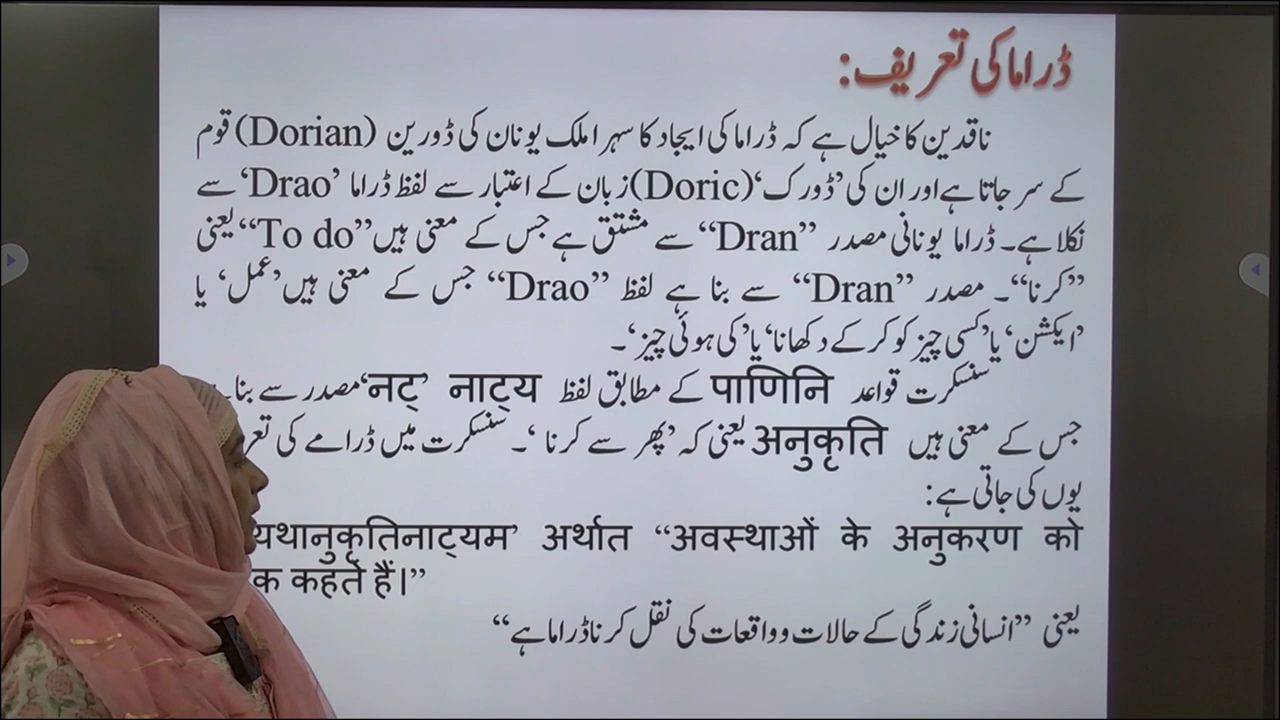 ڈراما کی تعریف:
ناقدین کا خیال ہے کہ ڈراما کی ایجاد کا سہرا ملک یونان کی ڈورین (Dorian) قوم
کے سر جاتا ہے اور ان کی ’ڈورک‘ (Doric) زبان کے اعتبار سے لفظ ڈراما ’Drao‘ سے
نکلا ہے۔ ڈراما یونانی مصدر ”Dran“ سے مشتق ہے جس کے معنی ہیں ”To do“ یعنی
”کرنا“۔ مصدر ”Dran“ سے بنا ہے لفظ ”Drao“ جس کے معنی ہیں ’عمل‘ یا
’ایکشن‘ یا ’کسی چیز کو کرکے دکھانا‘ یا ’کی ہوئی چیز‘۔
سنسکرت قواعد पाणिनि کے مطابق لفظ नाट्य ’नट्‘ مصدر سے بنا
جس کے معنی ہیں अनुकृति یعنی کہ ’پھر سے کرنا‘۔ سنسکرت میں ڈرامے کی
یوں کی جاتی ہے:
यथानुकृतिनाट्यम’ अर्थात “अवस्थाओं के अनुकरण को
क कहते हैं।”
یعنی ”انسانی زندگی کے حالات و واقعات کی نقل کرنا ڈراما ہے“